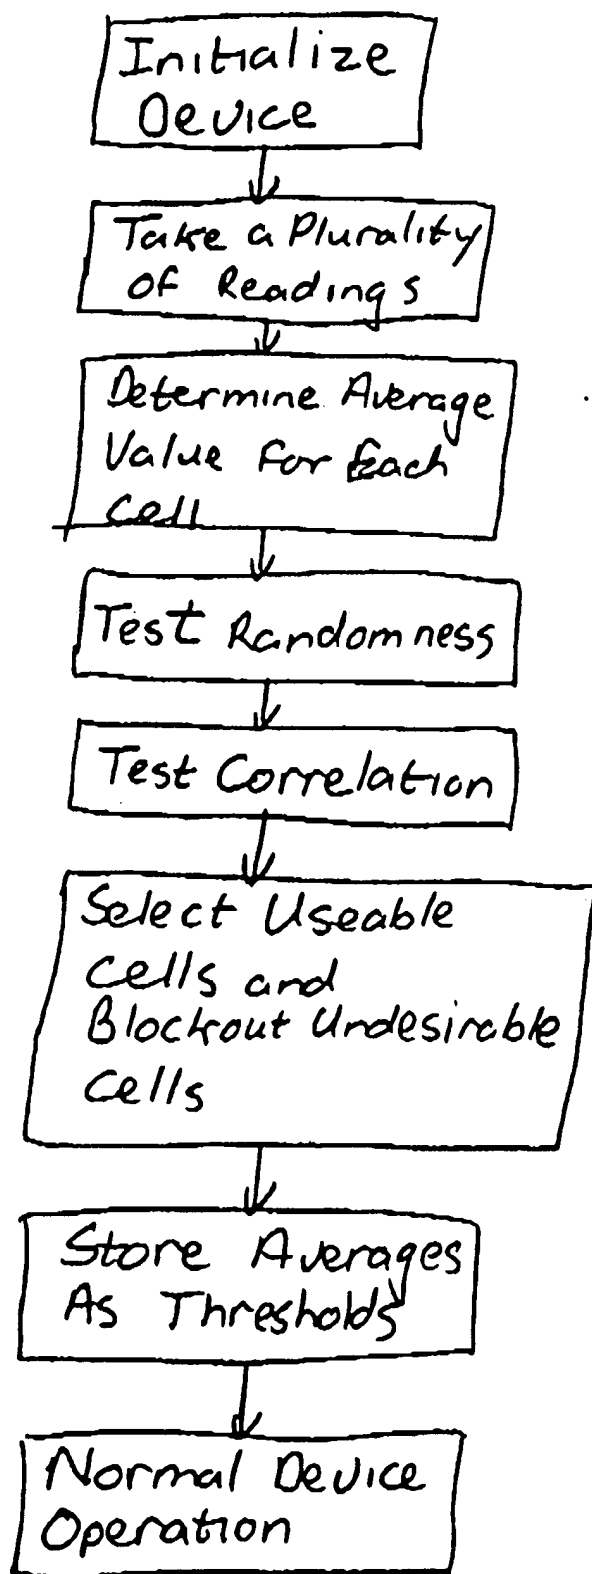 Initialize
Device
Take a Plurality
of Readings
Determine Average
Value for Each
Cell
Test Randomness
Test Correlation
Select Useable
Cells and
Blockout Undesirable
Cells
Store Averages
As Thresholds
Normal Device
Operation